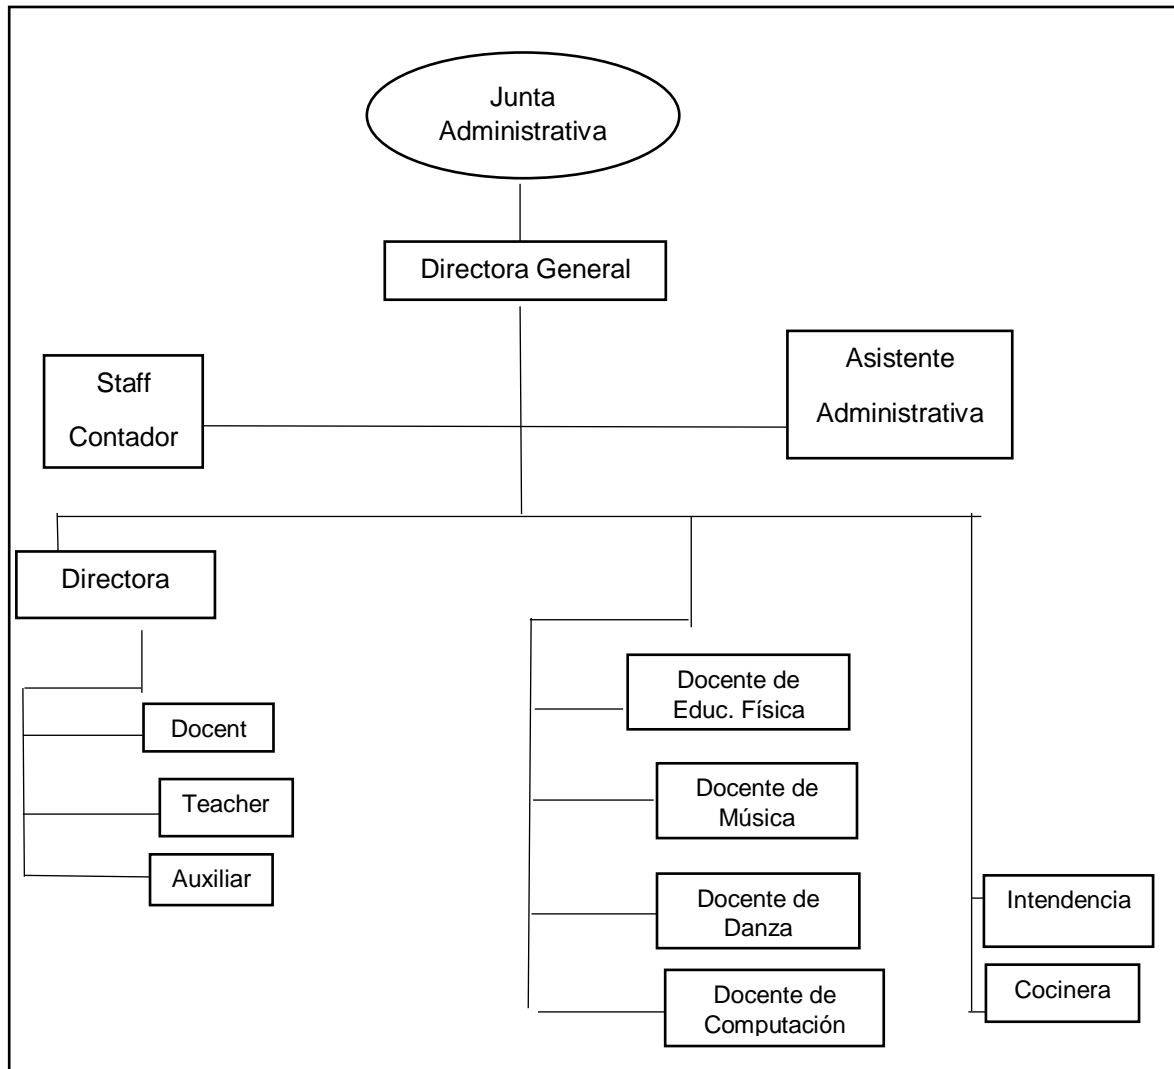 Junta
Administrativa
Directora General
Staff
Contador
Asistente
Administrativa
Directora
Docent
Teacher
Auxiliar
Docente de
Educ. Física
Docente de
Música
Docente de
Danza
Docente de
Computación
Intendencia
Cocinera